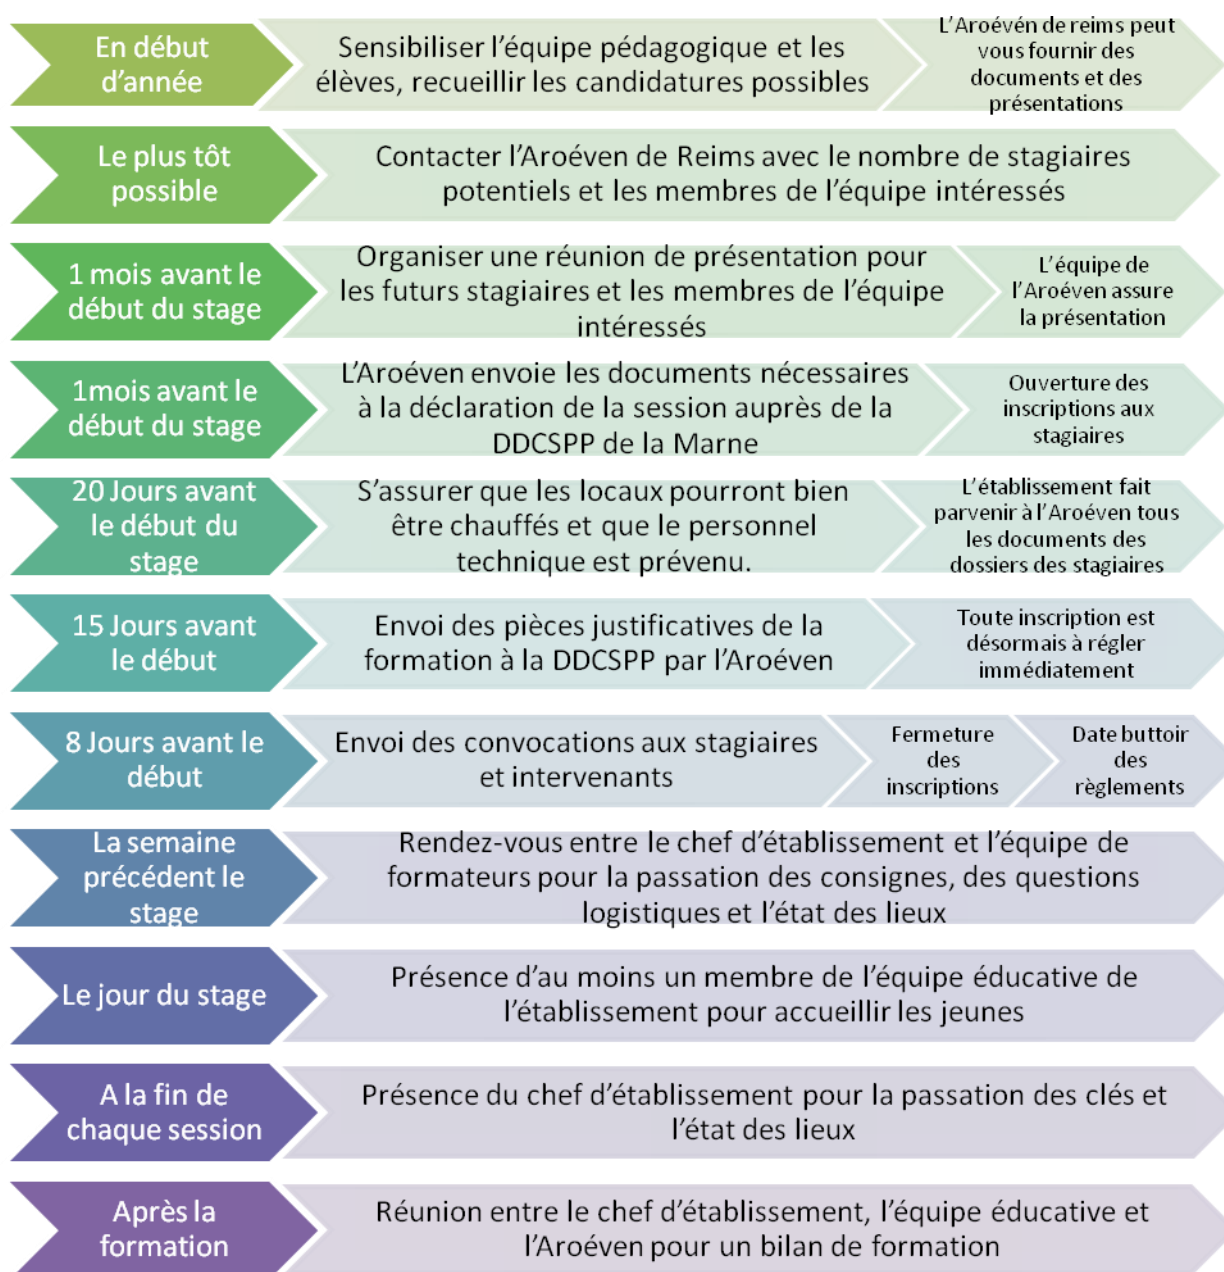 En début
d'année
Sensibiliser l'équipe pédagogique et les
élèves, recueillir les candidatures possibles
L'Aroévén de reims peut
vous fournir des
documents et des
présentations
Le plus tôt
possible
Contacter l'Aroéven de Reims avec le nombre de stagiaires
potentiels et les membres de l'équipe intéressés
1 mois avant le
début du stage
Organiser une réunion de présentation pour
les futurs stagiaires et les membres de l'équipe
intéressés
L'équipe de
l'Aroéven assure
la présentation
1mois avant le
début du stage
L'Aroéven envoie les documents nécessaires
à la déclaration de la session auprès de la
DDCSPP de la Marne
Ouverture des
inscriptions aux
stagiaires
20 Jours avant
le début du
stage
S'assurer que les locaux pourront bien
être chauffés et que le personnel
technique est prévenu.
L'établissement fait
parvenir à l'Aroéven tous
les documents des
dossiers des stagiaires
15 Jours avant
le début
Envoi des pièces justificatives de la
formation à la DDCSPP par l'Aroéven
Toute inscription est
désormais à régler
immédiatement
8 Jours avant le
début
Envoi des convocations aux stagiaires
et intervenants
Fermeture
des
inscriptions
Date buttoir
des
règlements
La semaine
précédent le
stage
Rendez-vous entre le chef d'établissement et l'équipe de
formateurs pour la passation des consignes, des questions
logistiques et l'état des lieux
Le jour du stage
Présence d'au moins un membre de l'équipe éducative de
l'établissement pour accueillir les jeunes
A la fin de
chaque session
Présence du chef d'établissement pour la passation des clés et
l'état des lieux
Après la
formation
Réunion entre le chef d'établissement, l'équipe éducative et
l'Aroéven pour un bilan de formation